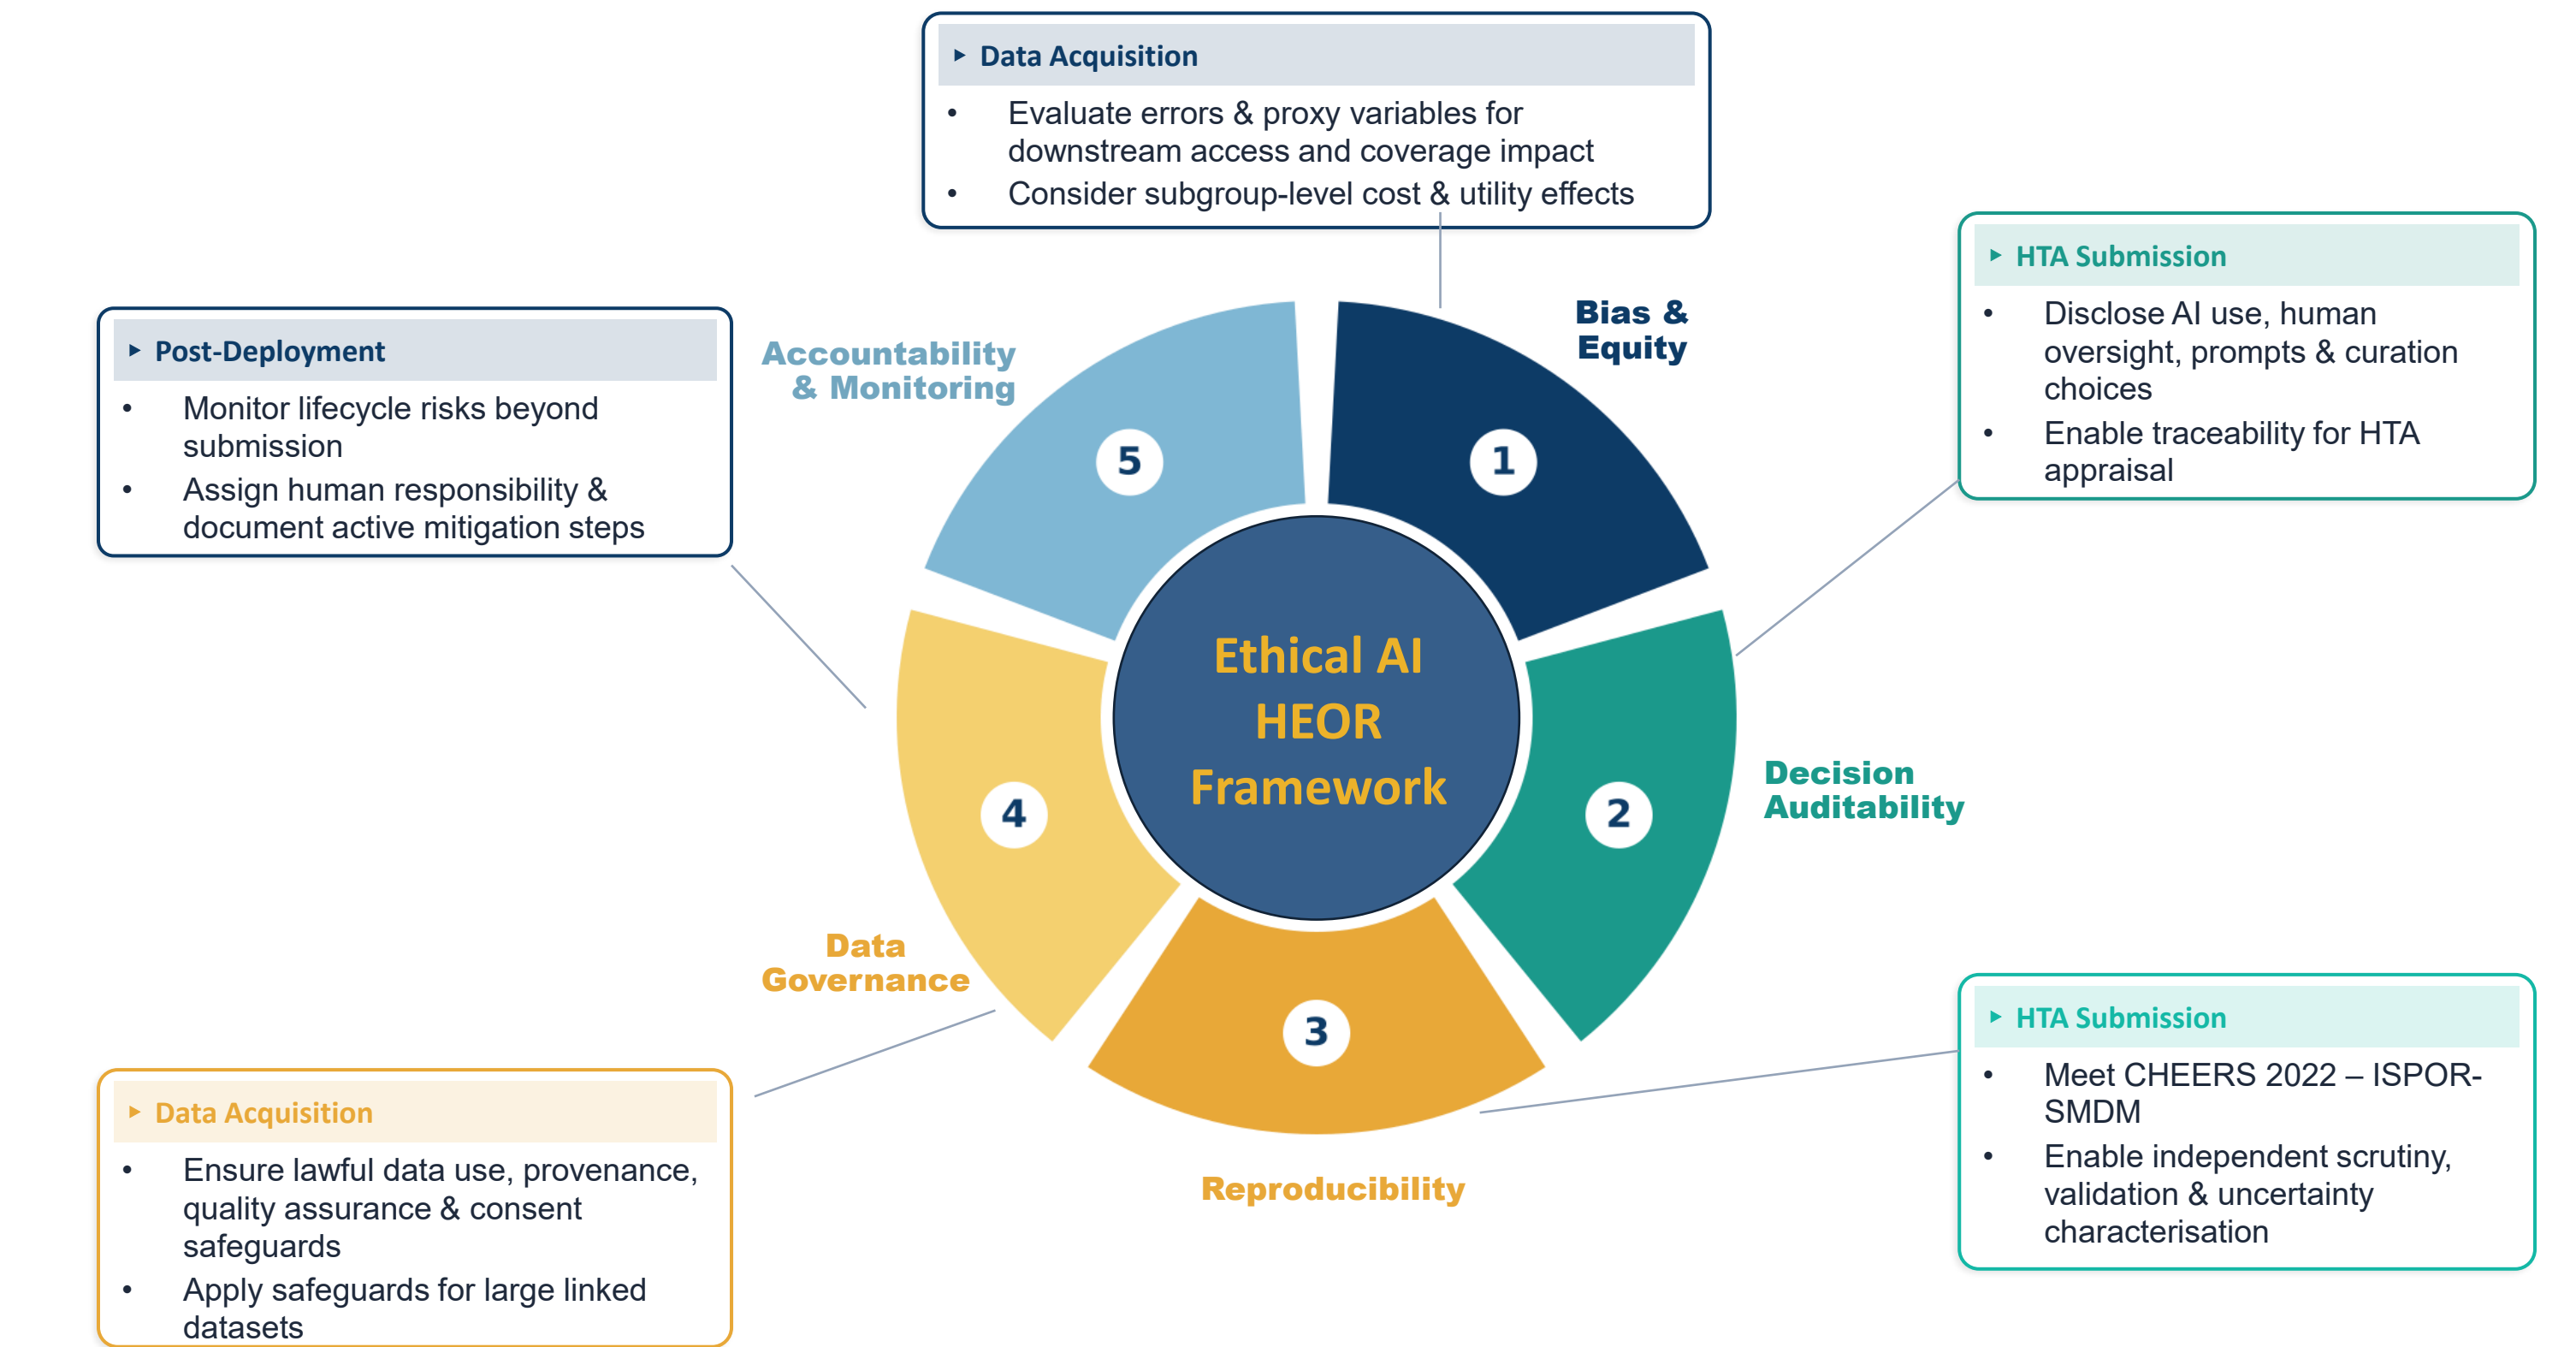 ▸ Data Acquisition
• Evaluate errors & proxy variables for
downstream access and coverage impact
• Consider subgroup-level cost & utility effects
▸ HTA Submission
• Disclose AI use, human
oversight, prompts & curation
choices
• Enable traceability for HTA
appraisal
▸ Post-Deployment
• Monitor lifecycle risks beyond
submission
• Assign human responsibility &
document active mitigation steps
Accountability
& Monitoring
Bias &
Equity
5
1
Ethical AI
HEOR
Framework
4
2
Decision
Auditability
Data
Governance
3
Reproducibility
▸ HTA Submission
• Meet CHEERS 2022 – ISPOR-
SMDM
• Enable independent scrutiny,
validation & uncertainty
characterisation
▸ Data Acquisition
• Ensure lawful data use, provenance,
quality assurance & consent
safeguards
• Apply safeguards for large linked
datasets